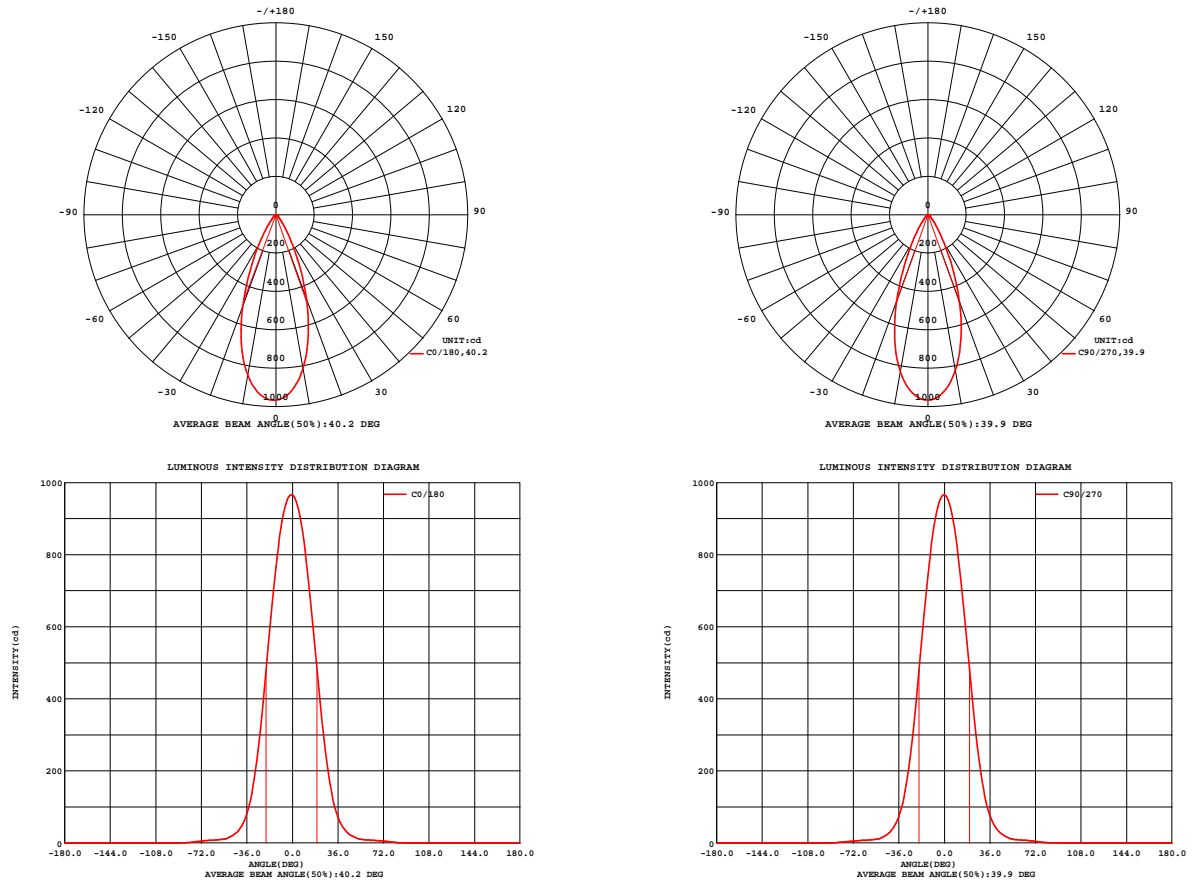 -/+180
-150
150
-120
120
-90
90
0
200
400
600
800
1000
-60
60
-30
30
0
UNIT:cd
C0/180,40.2
AVERAGE BEAM ANGLE(50%):40.2 DEG
-/+180
-150
150
-120
120
-90
90
0
200
400
600
800
1000
-60
60
-30
30
0
UNIT:cd
C90/270,39.9
AVERAGE BEAM ANGLE(50%):39.9 DEG
LUMINOUS INTENSITY DISTRIBUTION DIAGRAM
C0/180
INTENSITY(cd)
1000
800
600
400
200
0
-180.0 -144.0 -108.0 -72.0 -36.0 0.0 36.0 72.0 108.0 144.0 180.0
ANGLE(DEG)
AVERAGE BEAM ANGLE(50%):40.2 DEG
LUMINOUS INTENSITY DISTRIBUTION DIAGRAM
C90/270
INTENSITY(cd)
1000
800
600
400
200
0
-180.0 -144.0 -108.0 -72.0 -36.0 0.0 36.0 72.0 108.0 144.0 180.0
ANGLE(DEG)
AVERAGE BEAM ANGLE(50%):39.9 DEG